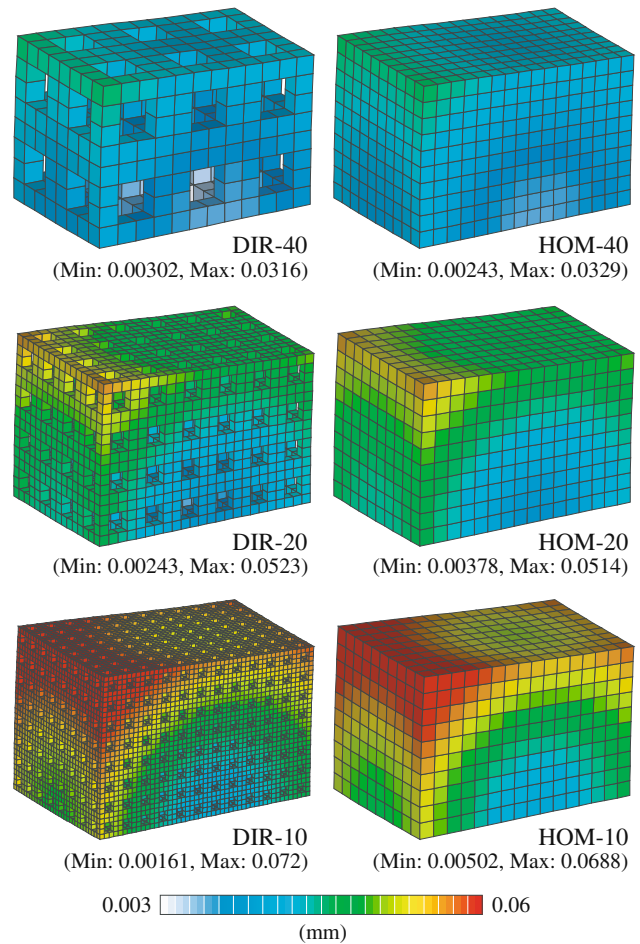 DIR-40
(Min: 0.00302, Max: 0.0316)
HOM-40
(Min: 0.00243, Max: 0.0329)
DIR-20
(Min: 0.00243, Max: 0.0523)
HOM-20
(Min: 0.00378, Max: 0.0514)
DIR-10
(Min: 0.00161, Max: 0.072)
HOM-10
(Min: 0.00502, Max: 0.0688)
0.003
0.06
(mm)